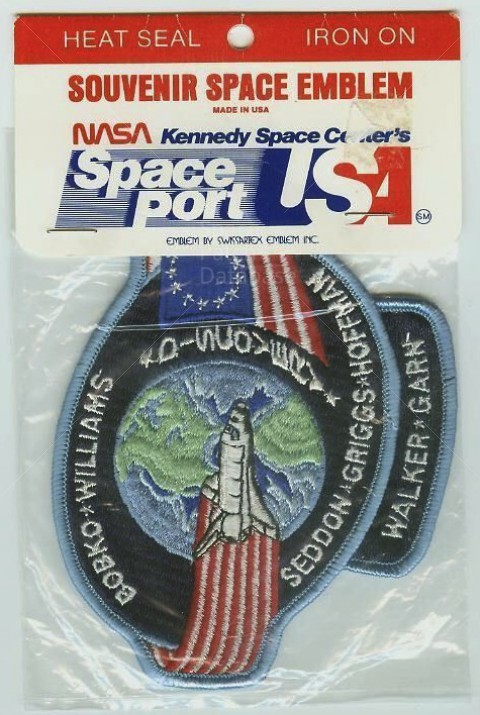 HEAT SEAL IRON ON
SOUVENIR SPACE EMBLEM
MADE IN USA
NASA Kennedy Space Center's
Space
port USA
SM
EMBLEM BY SWISSARTEX EMBLEM INC.
BOBKO WILLIAMS
SEDDON GRIGGS HOFFMAN
WALKER GARN